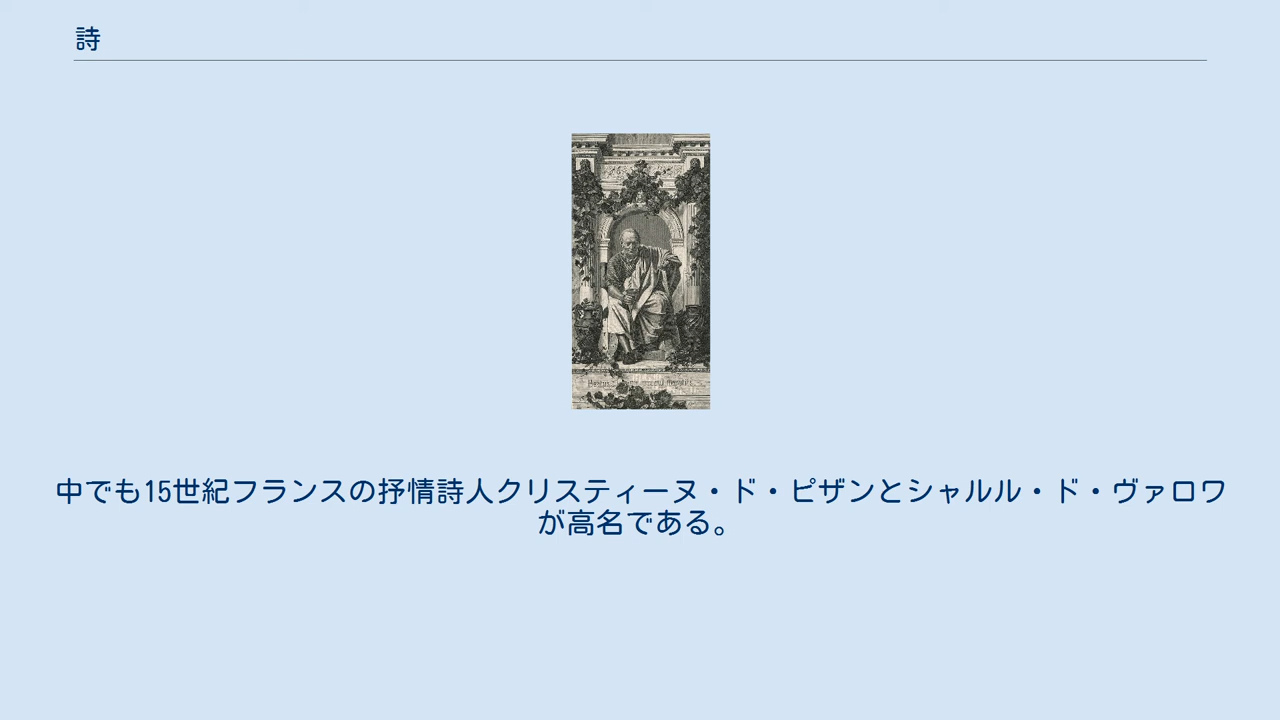 詩
中でも15世紀フランスの抒情詩人クリスティーヌ・ド・ピザンとシャルル・ド・ヴァロワ
が高名である。